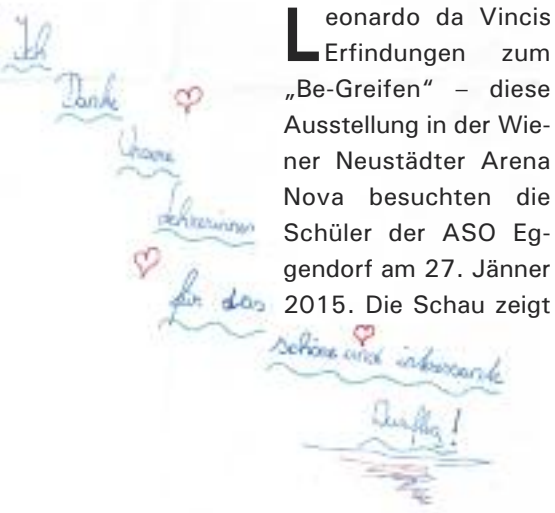 Ich
Danke
Unsere
Lehrerinnen
für das
schöne und interessante
Ausflug!
Leonardo da Vincis
Erfindungen zum
„Be-Greifen“ – diese
Ausstellung in der Wie-
ner Neustädter Arena
Nova besuchten die
Schüler der ASO Eg-
gendorf am 27. Jänner
2015. Die Schau zeigt